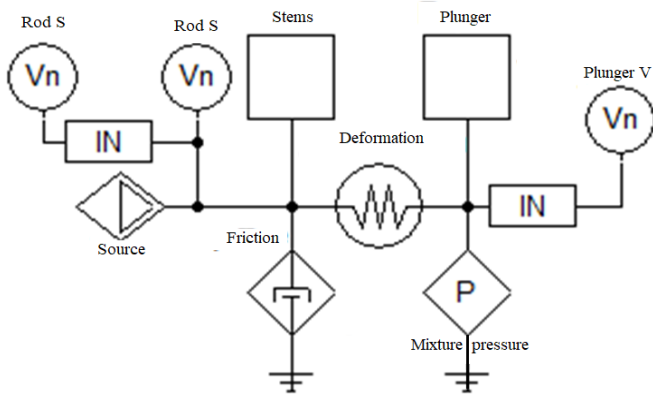 Rod S
Rod S
Stems
Plunger
Plunger V
Vn
Vn
Vn
Deformation
IN
IN
Source
Friction
P
Mixture pressure